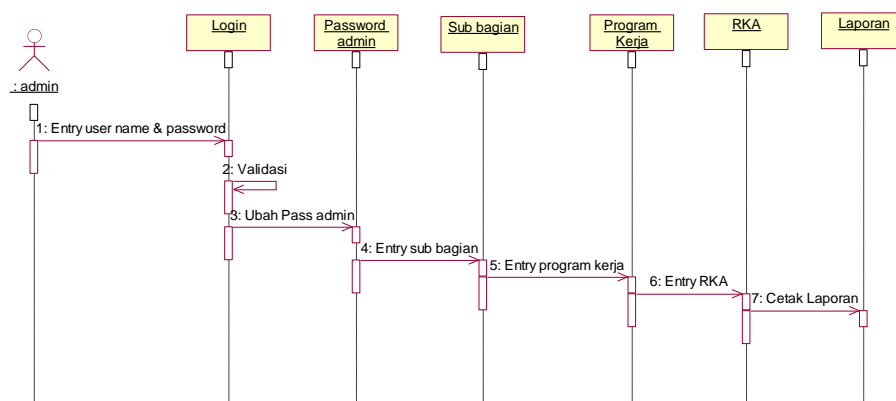 Login
Password
admin
Sub bagian
Program
Kerja
RKA
Laporan
: admin
1: Entry user name & password
2: Validasi
3: Ubah Pass admin
4: Entry sub bagian
5: Entry program kerja
6: Entry RKA
7: Cetak Laporan